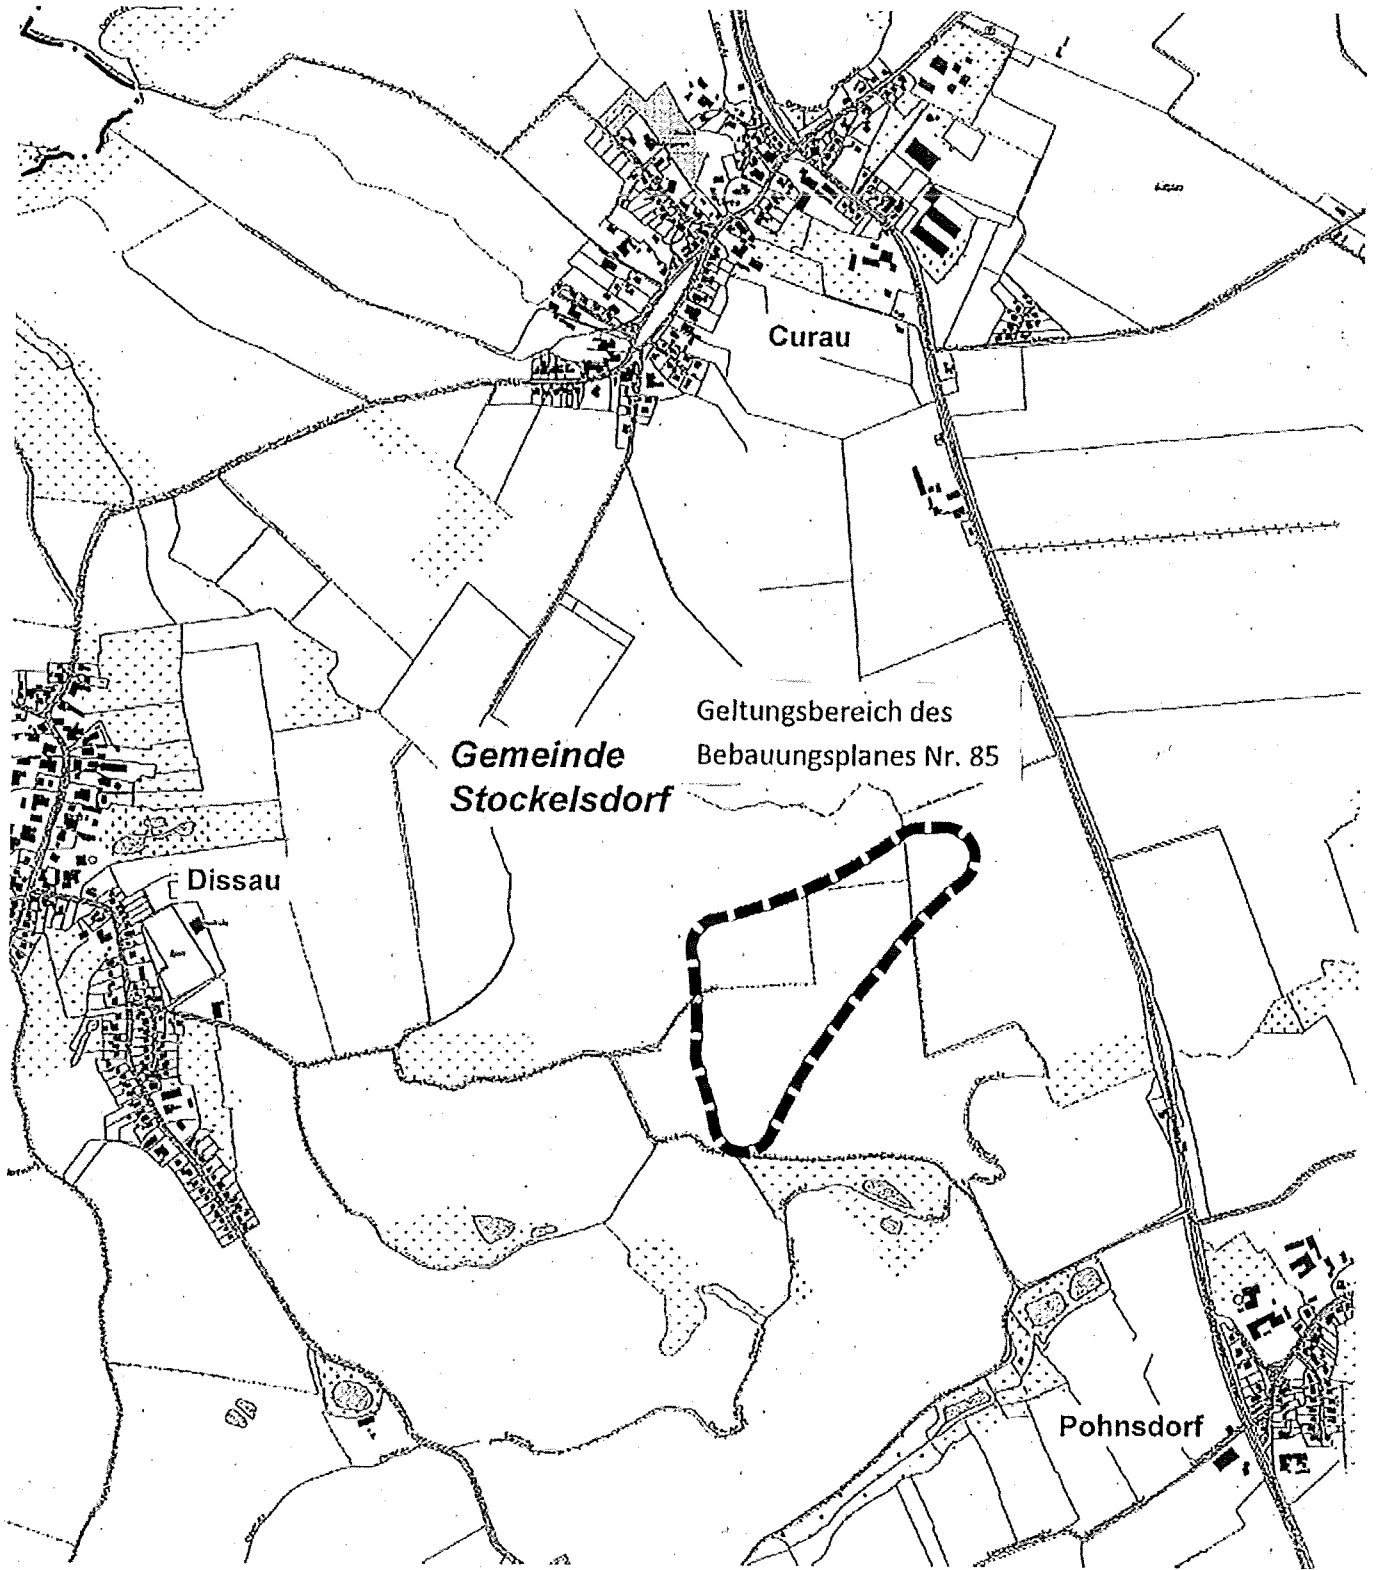 Curau
Geltungsbereich des
Bebauungsplanes Nr. 85
Gemeinde
Stockelsdorf
Dissau
Pohnsdorf